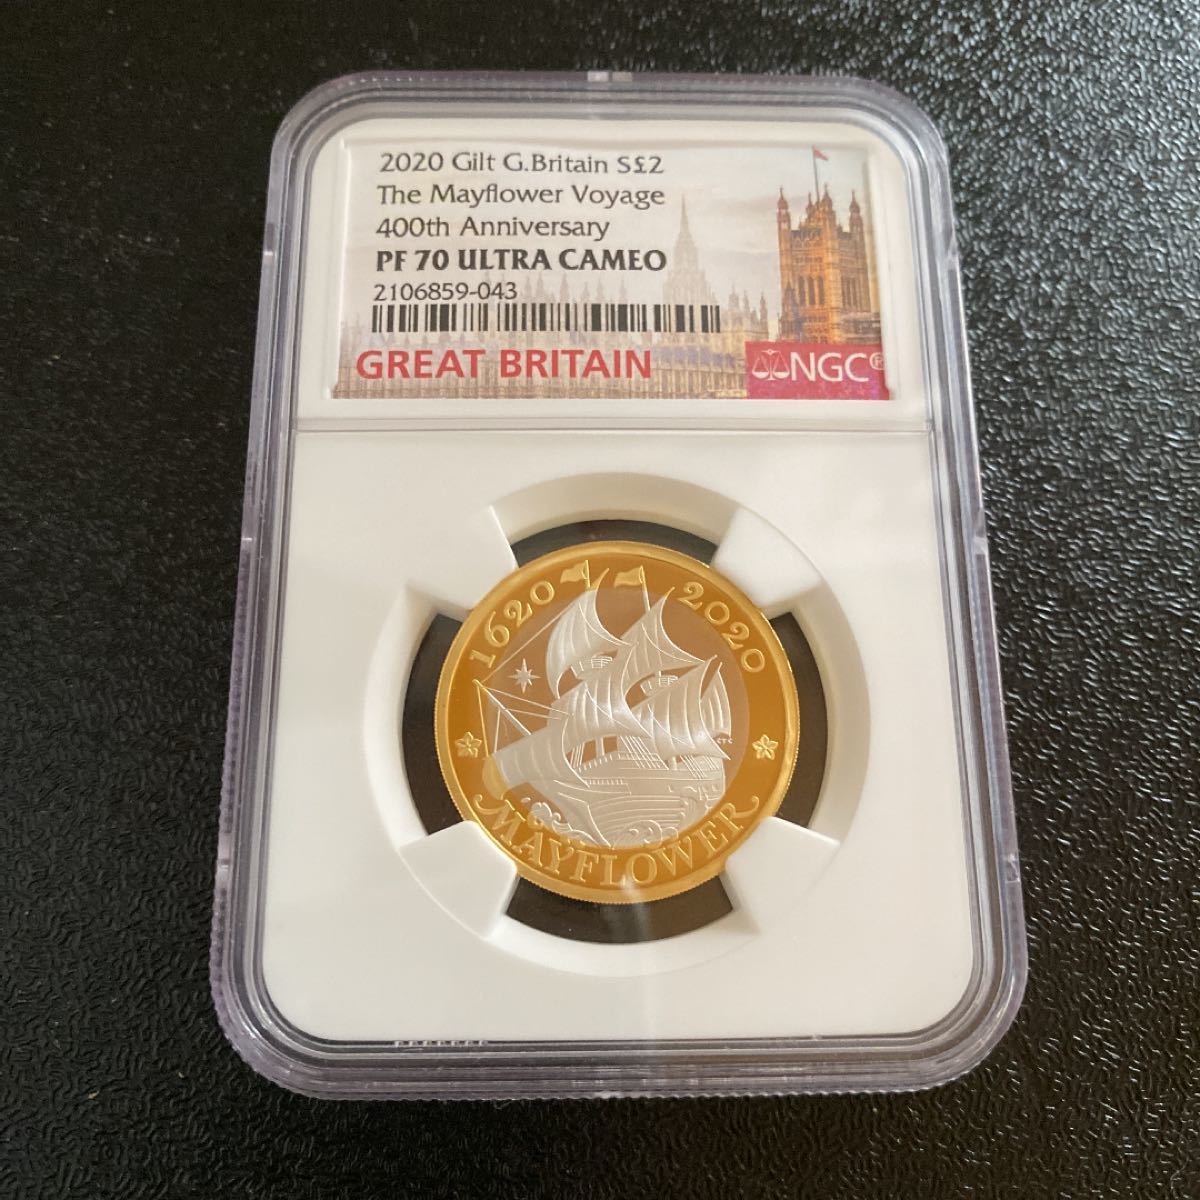 2020 Gilt G.Britain S£2
The Mayflower Voyage
400th Anniversary
PF 70 ULTRA CAMEO
2106859-043
GREAT BRITAIN
NGC®
1620
2020
CTC
MAYFLOWER